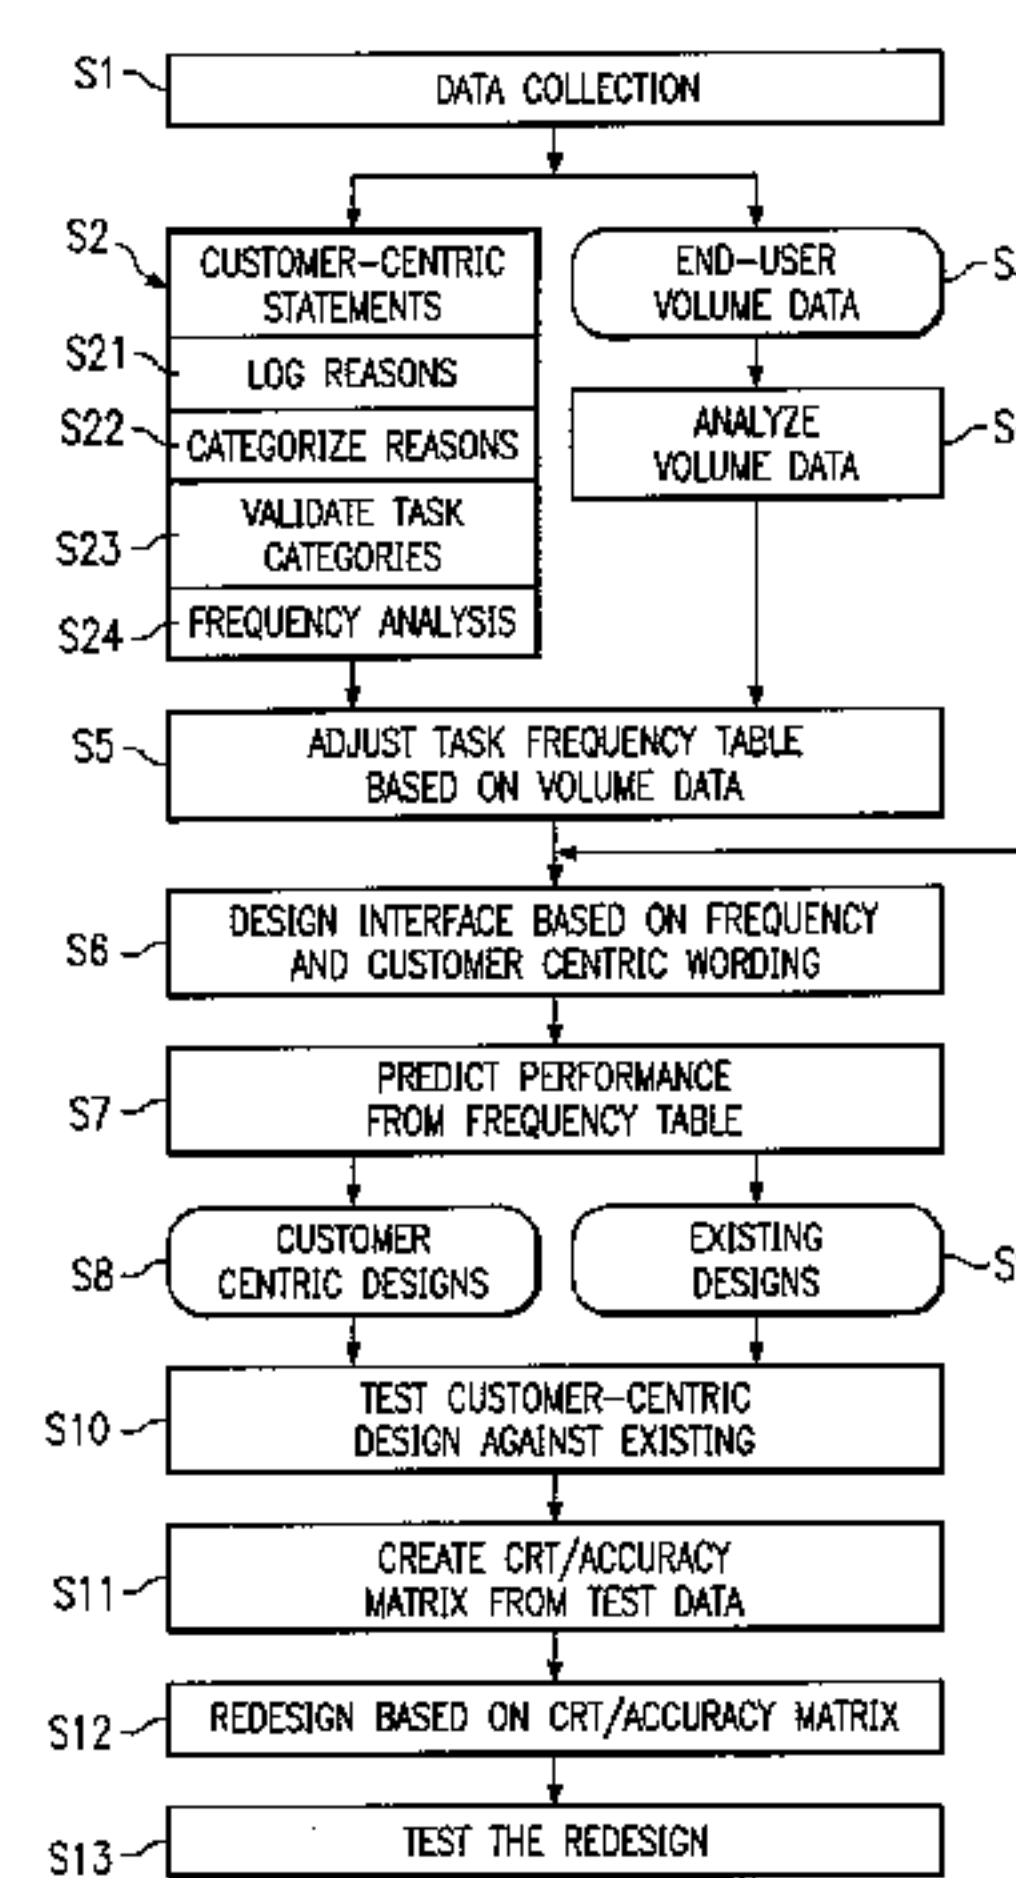 S1
DATA COLLECTION
S2
CUSTOMER-CENTRIC
STATEMENTS
END-USER
VOLUME DATA
S
S21
LOG REASONS
S22
CATEGORIZE REASONS
ANALYZE
VOLUME DATA
S
S23
VALIDATE TASK
CATEGORIES
S24
FREQUENCY ANALYSIS
S5
ADJUST TASK FREQUENCY TABLE
BASED ON VOLUME DATA
S6
DESIGN INTERFACE BASED ON FREQUENCY
AND CUSTOMER CENTRIC WORDING
S7
PREDICT PERFORMANCE
FROM FREQUENCY TABLE
S8
CUSTOMER
CENTRIC DESIGNS
EXISTING
DESIGNS
S
S10
TEST CUSTOMER-CENTRIC
DESIGN AGAINST EXISTING
S11
CREATE CRT/ACCURACY
MATRIX FROM TEST DATA
S12
REDESIGN BASED ON CRT/ACCURACY MATRIX
S13
TEST THE REDESIGN